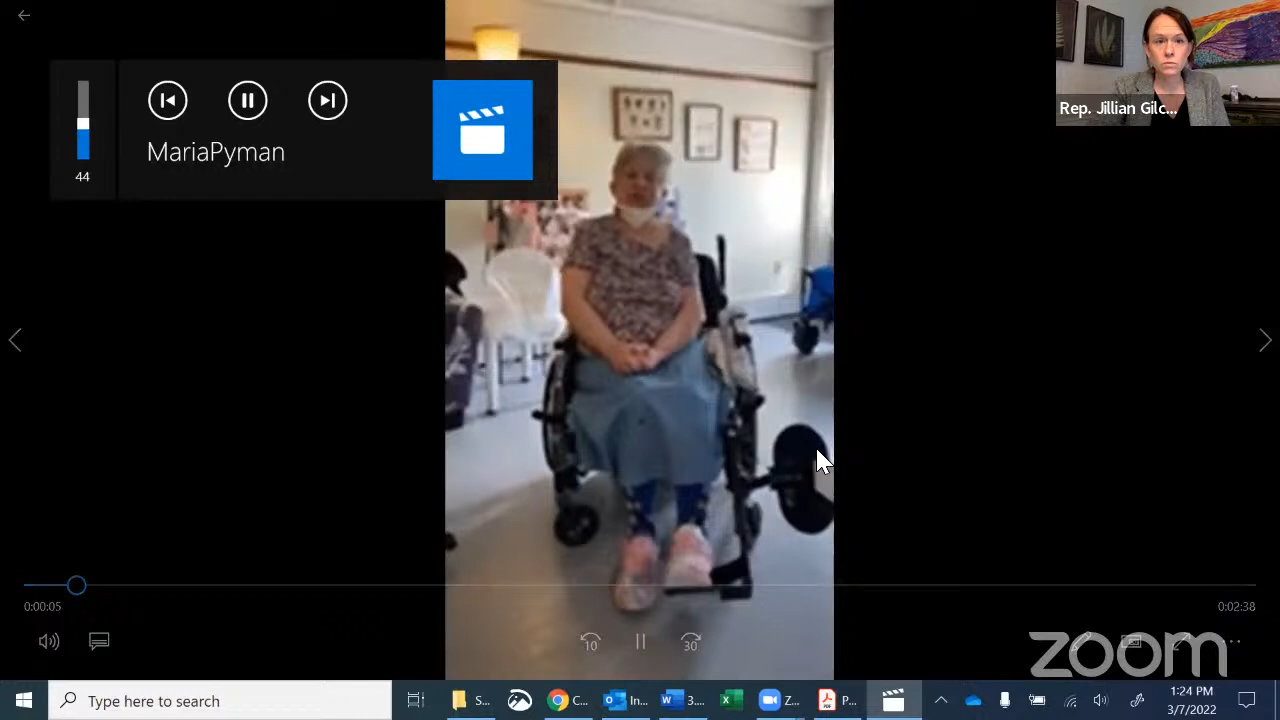 Rep. Jillian Gilc...
MariaPyman
44
0:00:05
0:02:38
10
30
zoom
Type here to search
S...
C...
In...
3....
Z...
P...
1:24 PM
3/7/2022